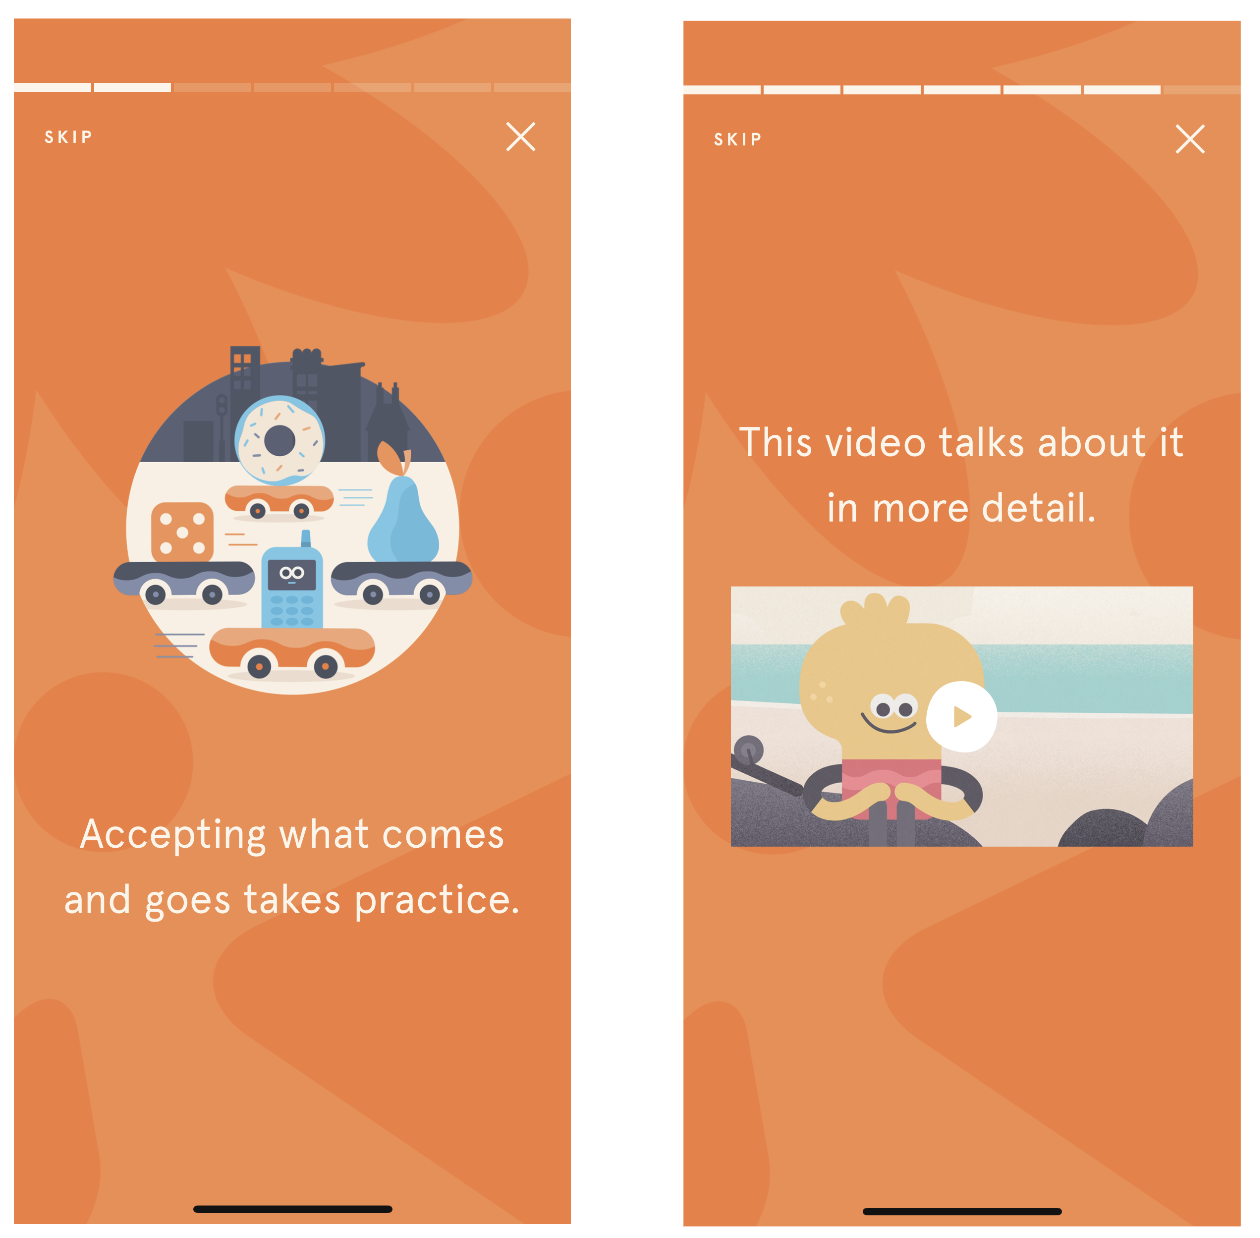 SKIP
Accepting what comes
and goes takes practice.
SKIP
This video talks about it
in more detail.